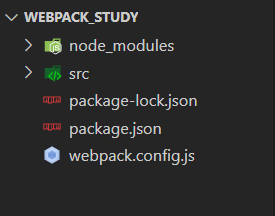 WEBPACK_STUDY
node_modules
src
package-lock.json
package.json
webpack.config.js